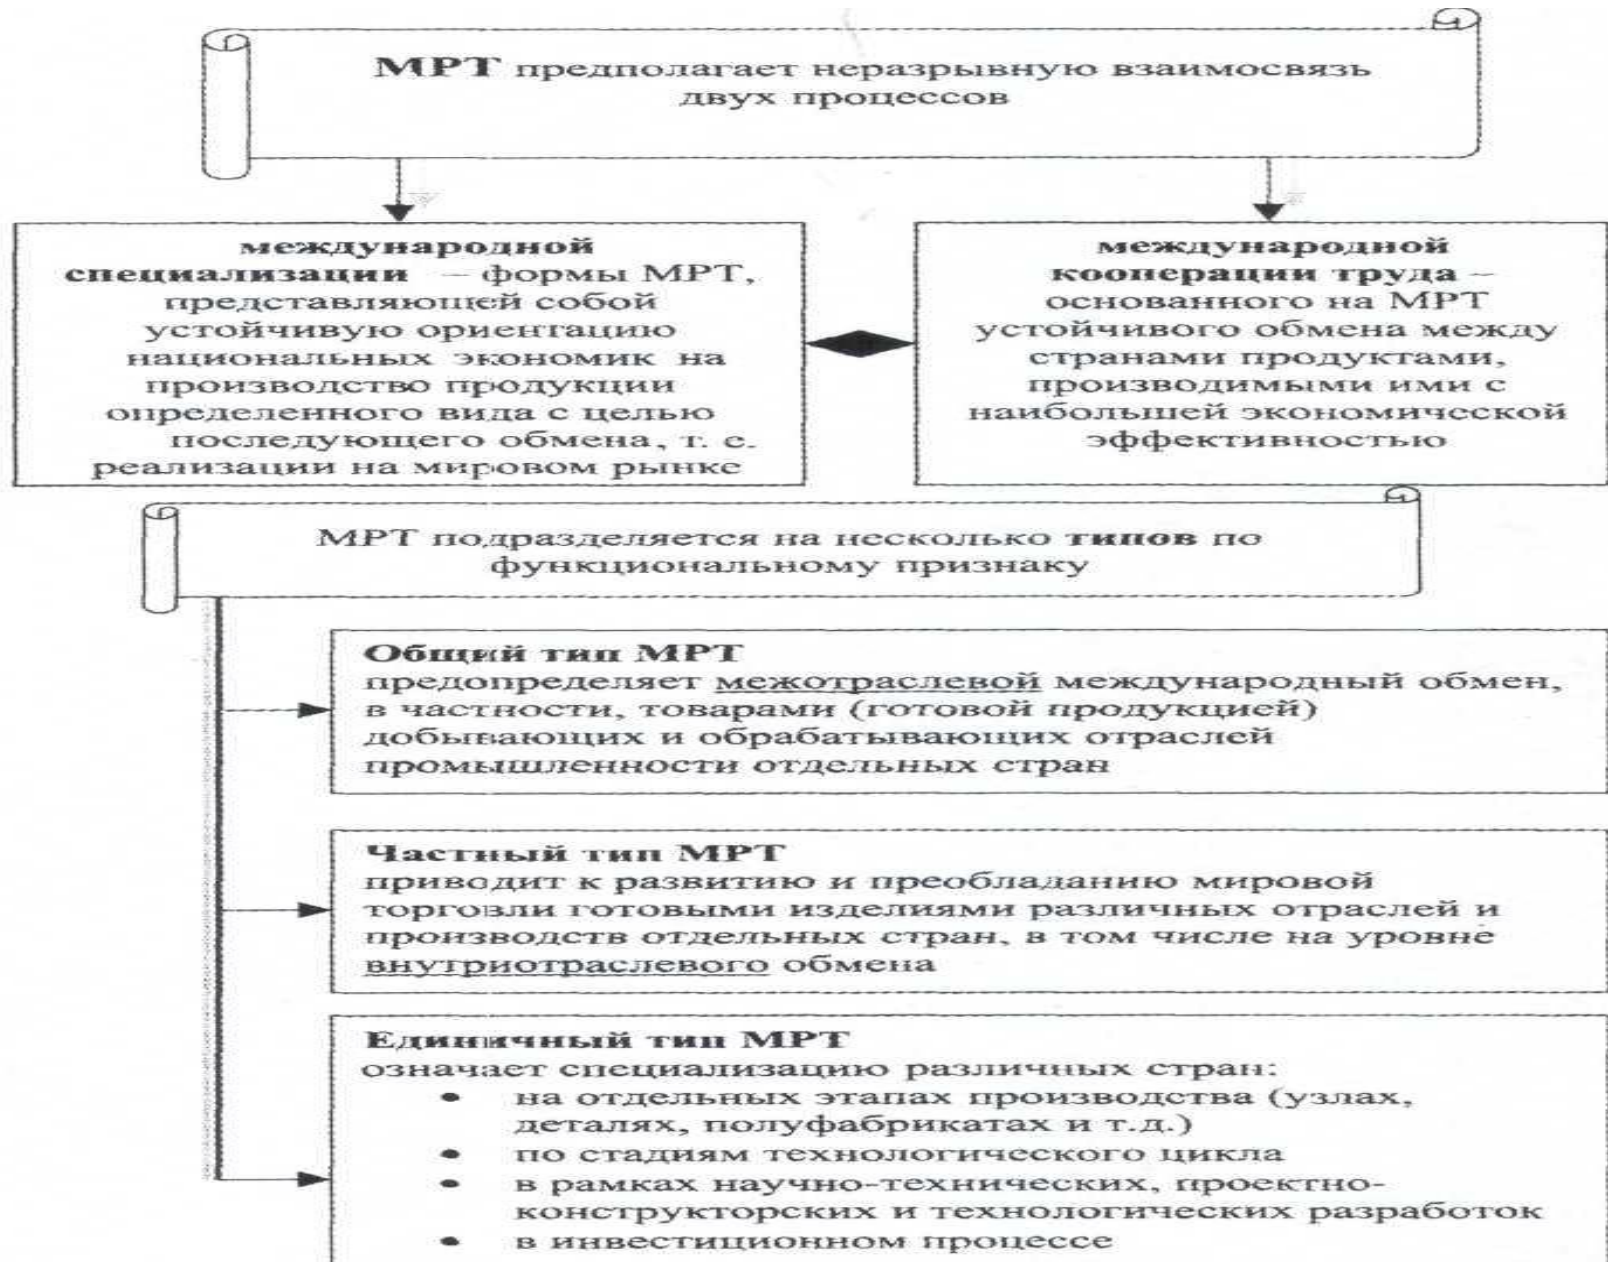 МРТ предполагает неразрывную взаимосвязь
двух процессов
международной
специализации – формы МРТ,
представляющей собой
устойчивую ориентацию
национальных экономик на
производство продукции
определенного вида с целью
последующего обмена, т. е.
реализации на мировом рынке
международной
кооперации труда –
основанного на МРТ
устойчивого обмена между
странами продуктами,
производимыми ими с
наибольшей экономической
эффективностью
МРТ подразделяется на несколько типов по
функциональному признаку
Общий тип МРТ
предопределяет межотраслевой международный обмен,
в частности, товарами (готовой продукцией)
добывающих и обрабатывающих отраслей
промышленности отдельных стран
Частный тип МРТ
приводит к развитию и преобладанию мировой
торговли готовыми изделиями различных отраслей и
производств отдельных стран, в том числе на уровне
внутриотраслевого обмена
Единичный тип МРТ
означает специализацию различных стран:
• на отдельных этапах производства (узлах,
деталях, полуфабрикатах и т.д.)
• по стадиям технологического цикла
• в рамках научно-технических, проектно-
конструкторских и технологических разработок
• в инвестиционном процессе